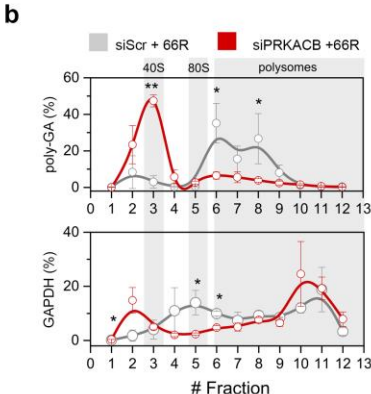 b
siScr + 66R siPRKACB +66R
40S 80S polysomes
poly-GA (%)
60
40
20
0
** * *
0 1 2 3 4 5 6 7 8 9 10 11 12 13
GAPDH (%)
40
20
0
* * *
0 1 2 3 4 5 6 7 8 9 10 11 12 13
# Fraction